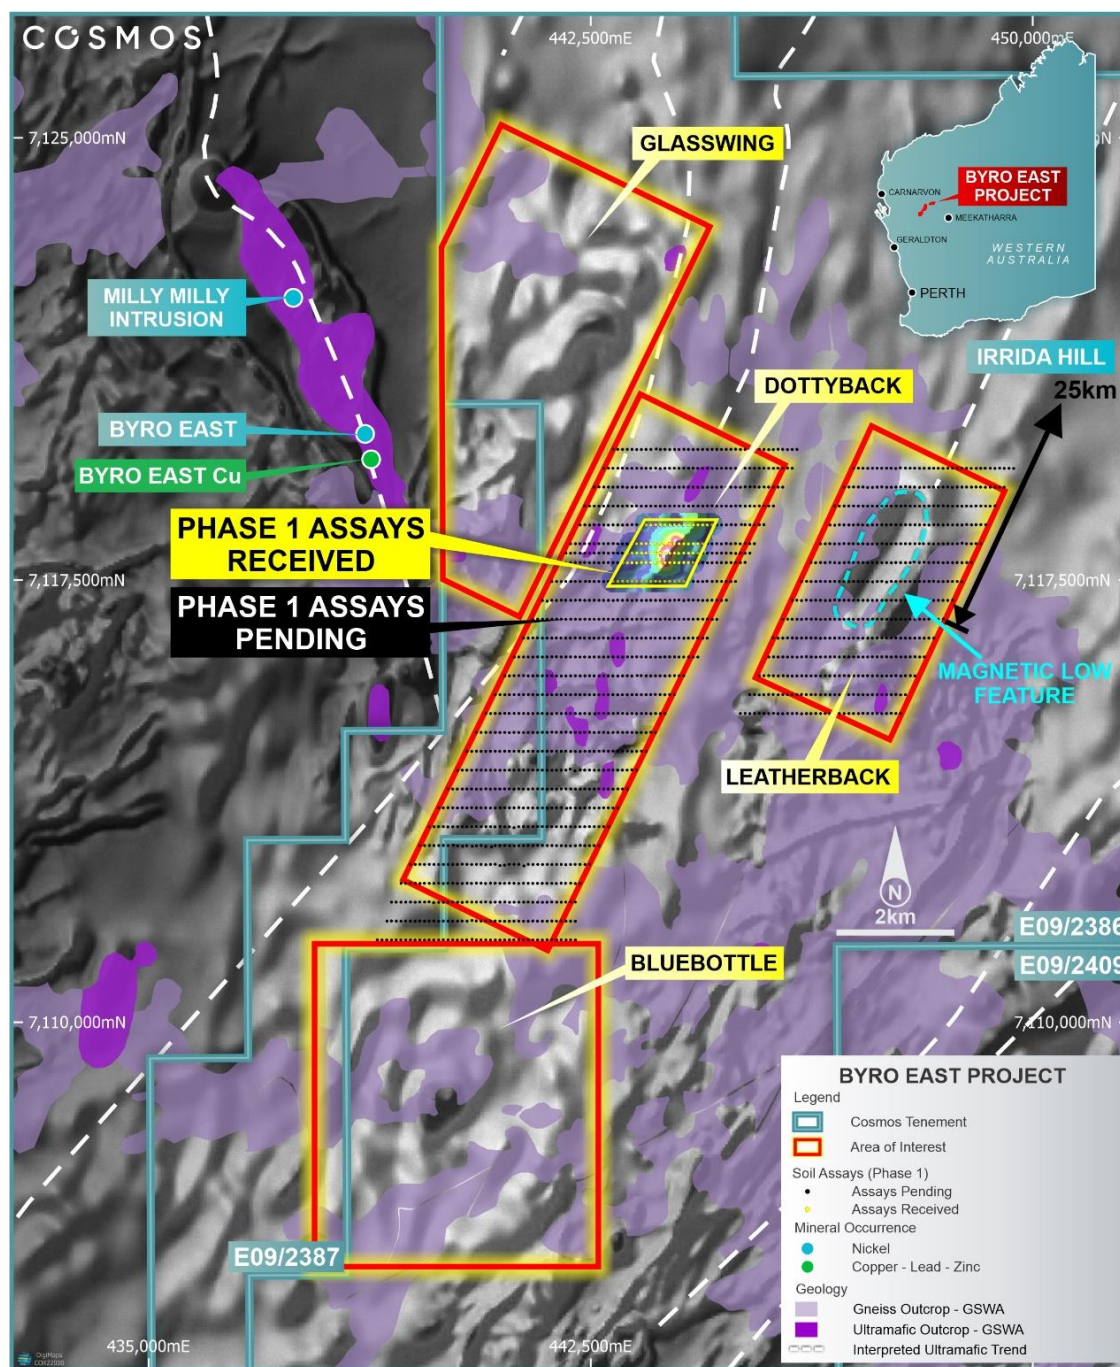 COSMOS
442,500mE
450,000mE
7,125,000mN
GLASSWING
BYRO EAST
PROJECT
CARNARVON
MEEKATHARRA
GERALDTON
WESTERN
AUSTRALIA
PERTH
MILLY MILLY
INTRUSION
IRRIDA HILL
25km
DOTTYBACK
BYRO EAST
BYRO EAST Cu
PHASE 1 ASSAYS
RECEIVED
7,117,500mN
7,117,500mN
PHASE 1 ASSAYS
PENDING
MAGNETIC LOW
FEATURE
LEATHERBACK
N
2km
E09/2386
E09/2409
BLUEBOTTLE
7,110,000mN
7,110,000mN
E09/2387
BYRO EAST PROJECT
Legend
Cosmos Tenement
Area of Interest
Soil Assays (Phase 1)
Assays Pending
Assays Received
Mineral Occurrence
Nickel
Copper - Lead - Zinc
Geology
Gneiss Outcrop - GSWA
Ultramafic Outcrop - GSWA
Interpreted Ultramafic Trend
435,000mE
442,500mE
DigiMaps